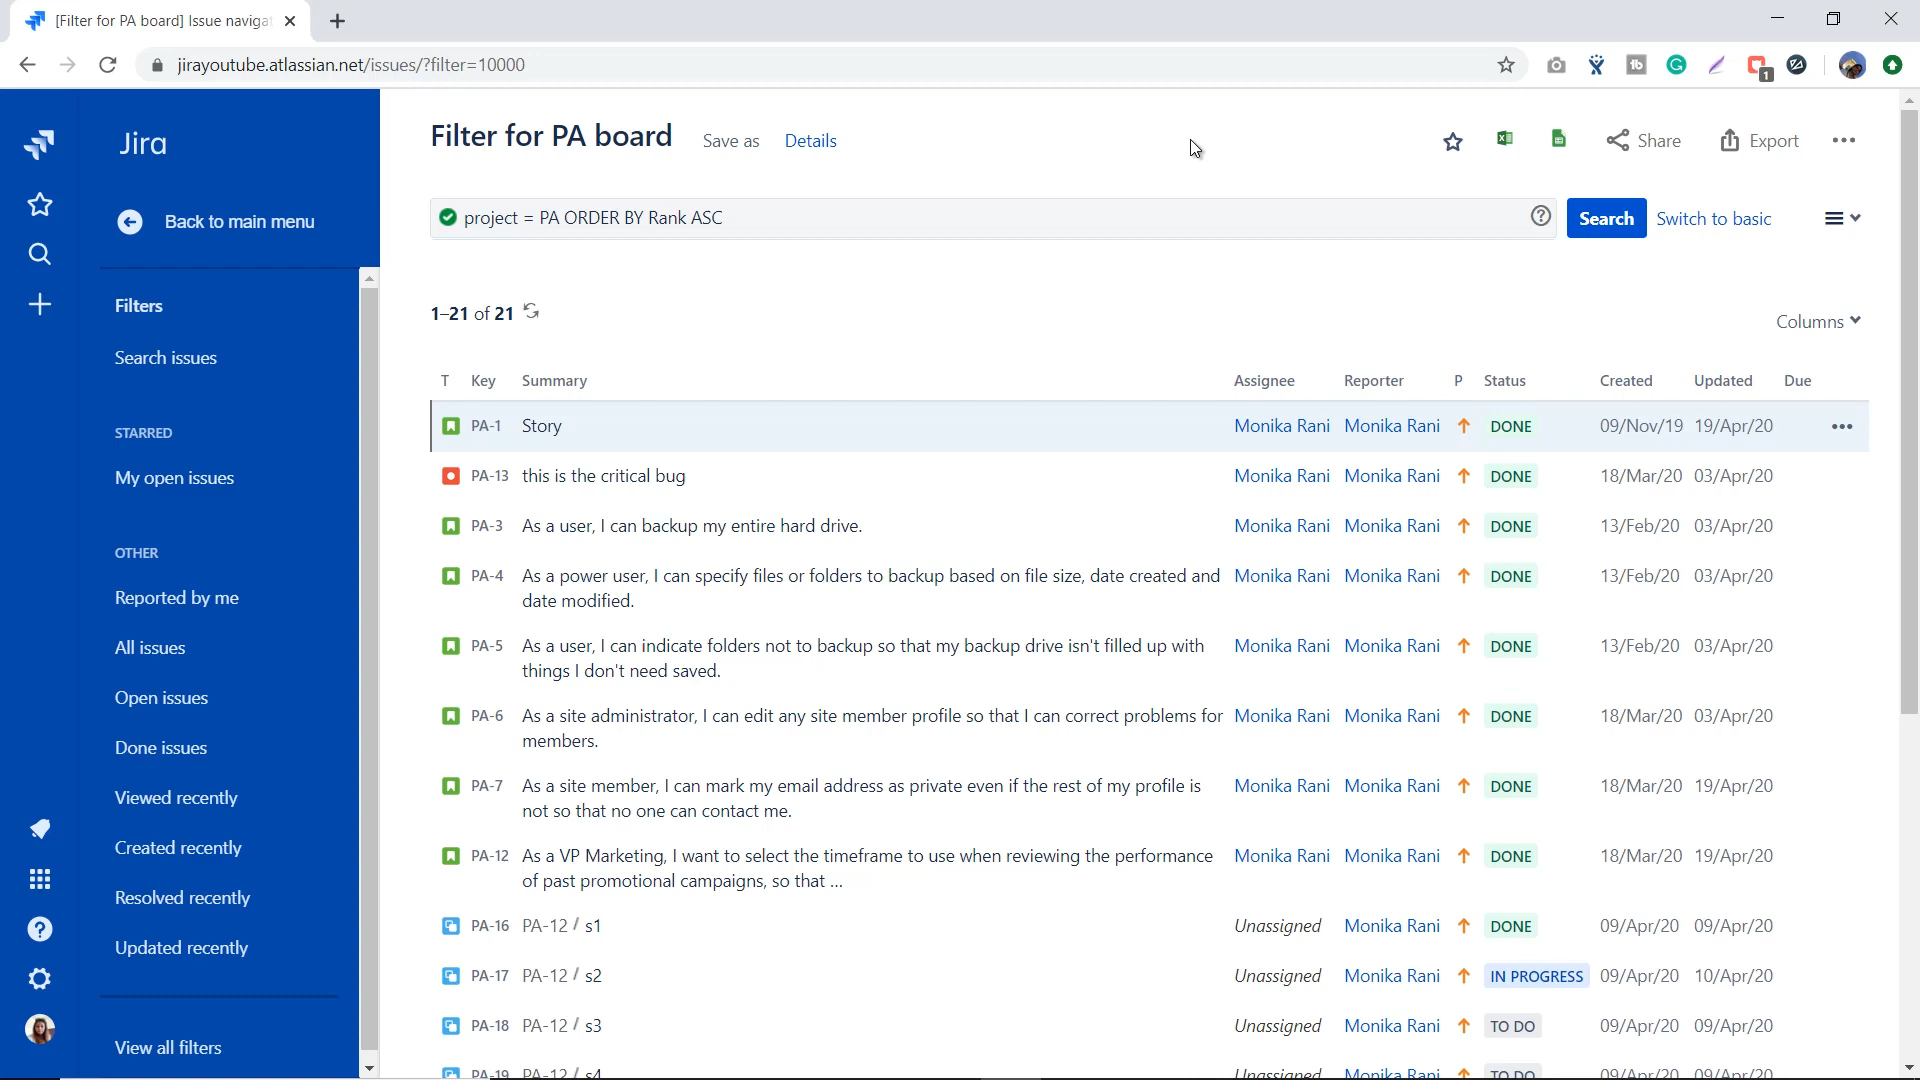 [Filter for PA board] Issue naviga
jirayoutube.atlassian.net/issues/?filter=10000
1
Jira
Back to main menu
Filters
Search issues
STARRED
My open issues
OTHER
Reported by me
All issues
Open issues
Done issues
Viewed recently
Created recently
Resolved recently
Updated recently
View all filters
Filter for PA board Save as Details
Share Export
project = PA ORDER BY Rank ASC
Search Switch to basic
1–21 of 21
Columns
T Key Summary Assignee Reporter P Status Created Updated Due
PA-1 Story Monika Rani Monika Rani DONE 09/Nov/19 19/Apr/20
PA-13 this is the critical bug Monika Rani Monika Rani DONE 18/Mar/20 03/Apr/20
PA-3 As a user, I can backup my entire hard drive. Monika Rani Monika Rani DONE 13/Feb/20 03/Apr/20
PA-4 As a power user, I can specify files or folders to backup based on file size, date created and Monika Rani Monika Rani DONE 13/Feb/20 03/Apr/20
date modified.
PA-5 As a user, I can indicate folders not to backup so that my backup drive isn't filled up with Monika Rani Monika Rani DONE 13/Feb/20 03/Apr/20
things I don't need saved.
PA-6 As a site administrator, I can edit any site member profile so that I can correct problems for Monika Rani Monika Rani DONE 18/Mar/20 03/Apr/20
members.
PA-7 As a site member, I can mark my email address as private even if the rest of my profile is Monika Rani Monika Rani DONE 18/Mar/20 19/Apr/20
not so that no one can contact me.
PA-12 As a VP Marketing, I want to select the timeframe to use when reviewing the performance Monika Rani Monika Rani DONE 18/Mar/20 19/Apr/20
of past promotional campaigns, so that ...
PA-16 PA-12 / s1 Unassigned Monika Rani DONE 09/Apr/20 09/Apr/20
PA-17 PA-12 / s2 Unassigned Monika Rani IN PROGRESS 09/Apr/20 10/Apr/20
PA-18 PA-12 / s3 Unassigned Monika Rani TO DO 09/Apr/20 09/Apr/20
PA-19 PA-12 / s4 Unassigned Monika Rani TO DO 09/Apr/20 09/Apr/20